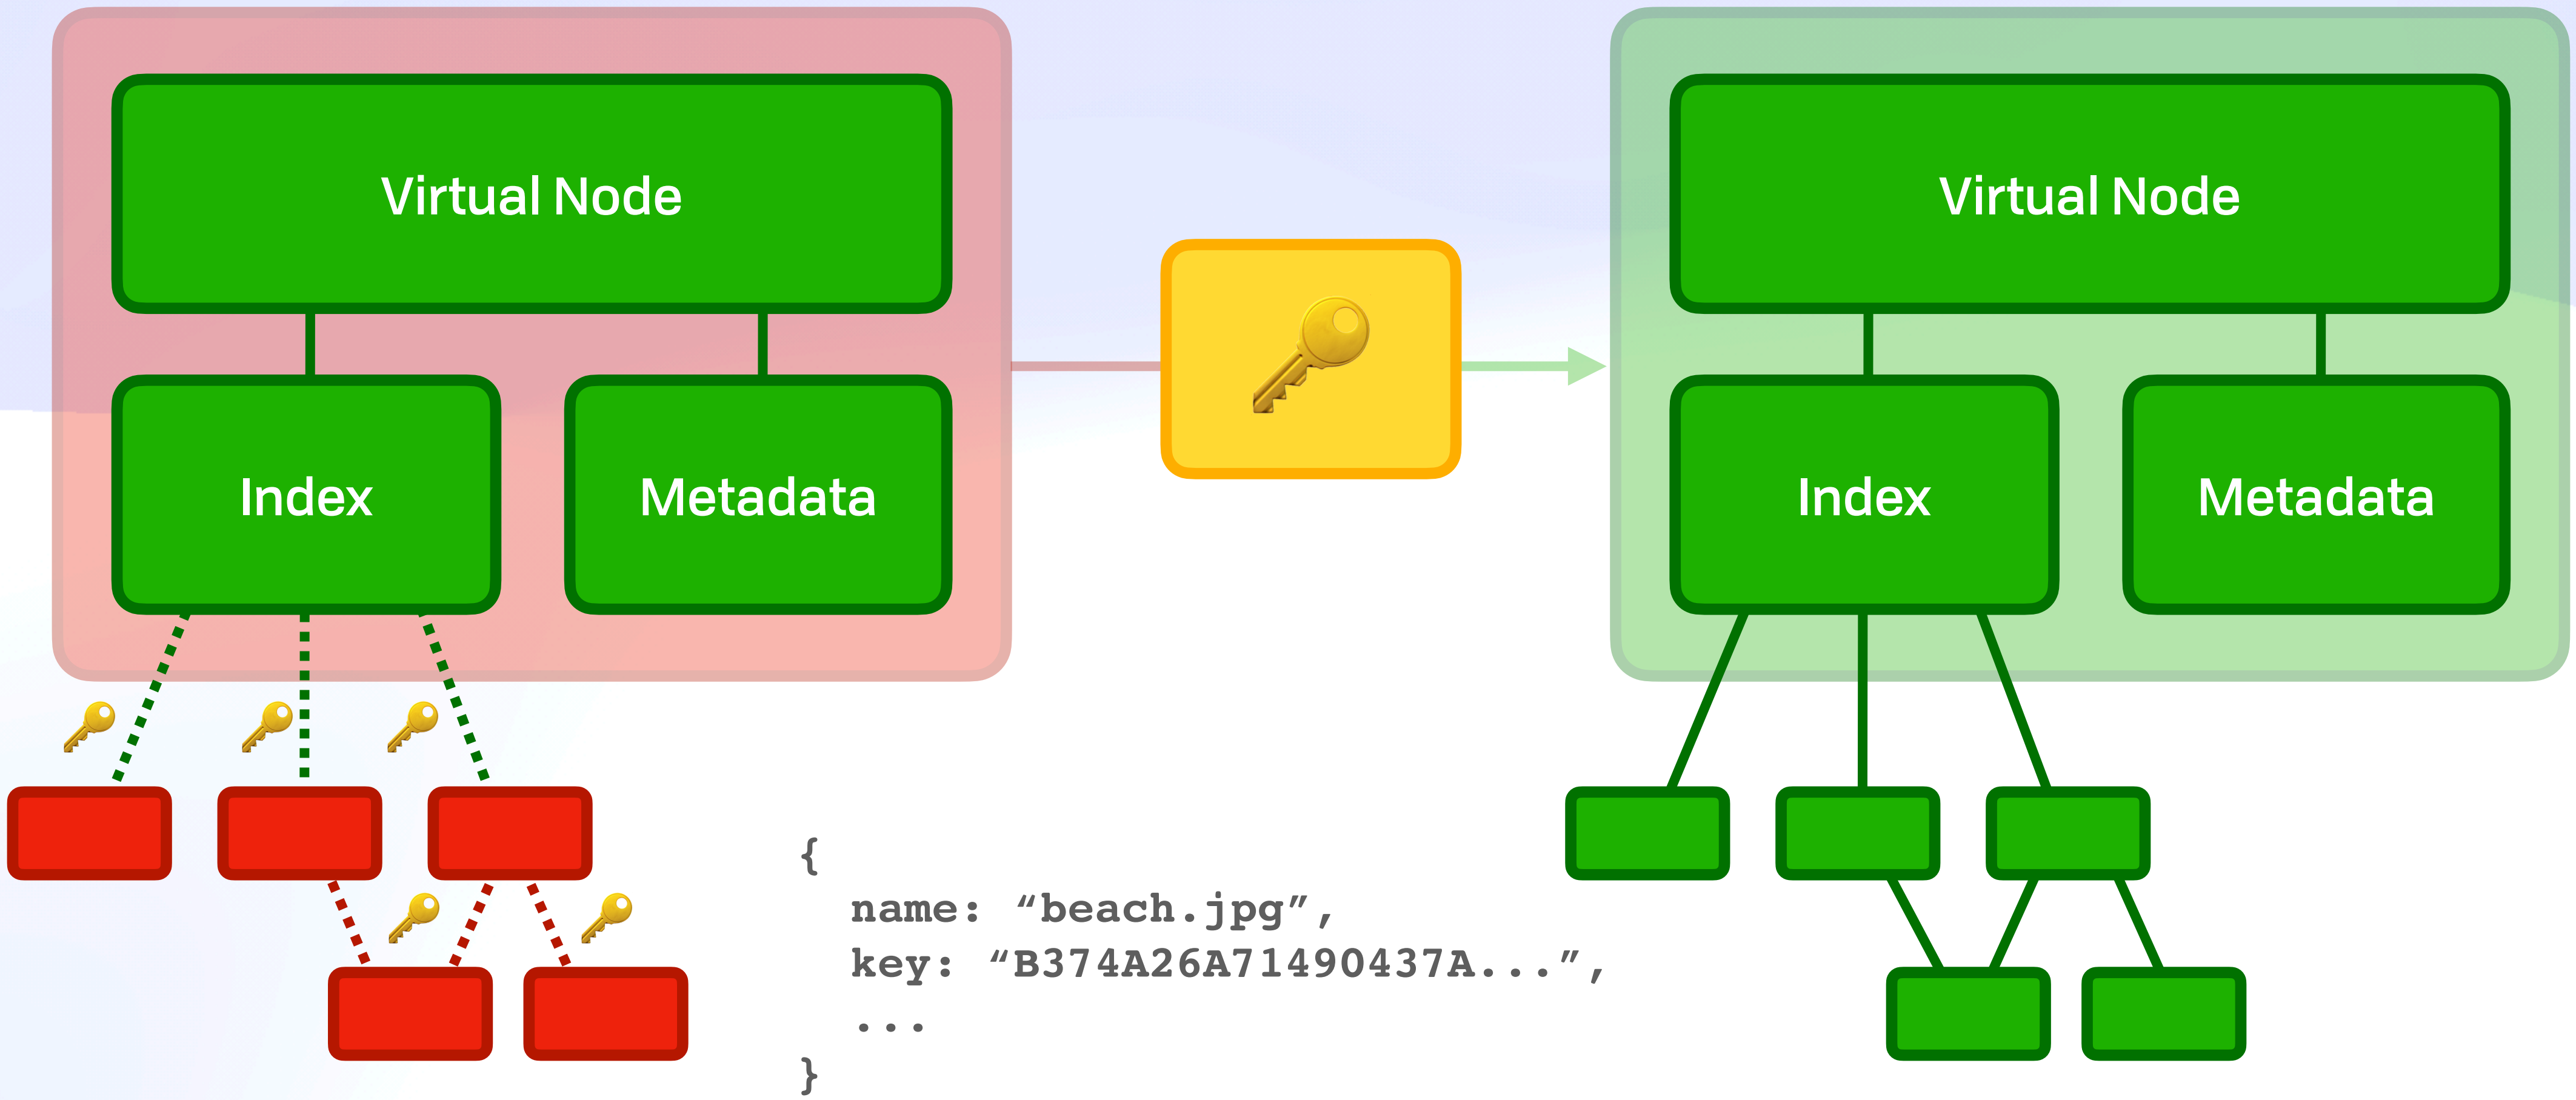 Virtual Node
Index
Metadata
Virtual Node
Index
Metadata
{
name: “beach.jpg”,
key: “B374A26A71490437A...”,
...
}